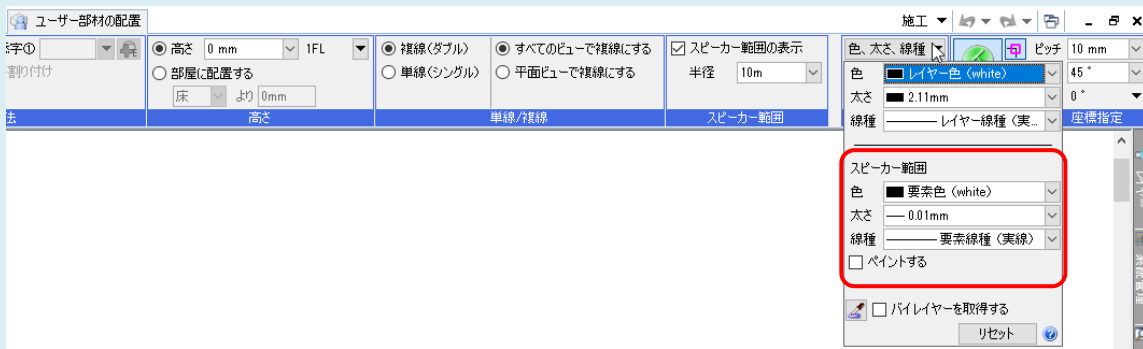 ユーザー部材の配置
施工
字①
割り付け
高さ 0 mm 1FL
部屋に配置する
床 より 0mm
高さ
複線(ダブル)
単線(シングル)
すべてのビューで複線にする
平面ビューで複線にする
単線/複線
スピーカー範囲の表示
半径 10m
スピーカー範囲
色、太さ、線種
ピッチ 10 mm
45°
0°
座標指定
色 レイヤー色 (white)
太さ 2.11mm
線種 レイヤー線種 (実...
スピーカー範囲
色 要素色 (white)
太さ 0.01mm
線種 要素線種 (実線)
ペイントする
バイレイヤーを取得する
リセット